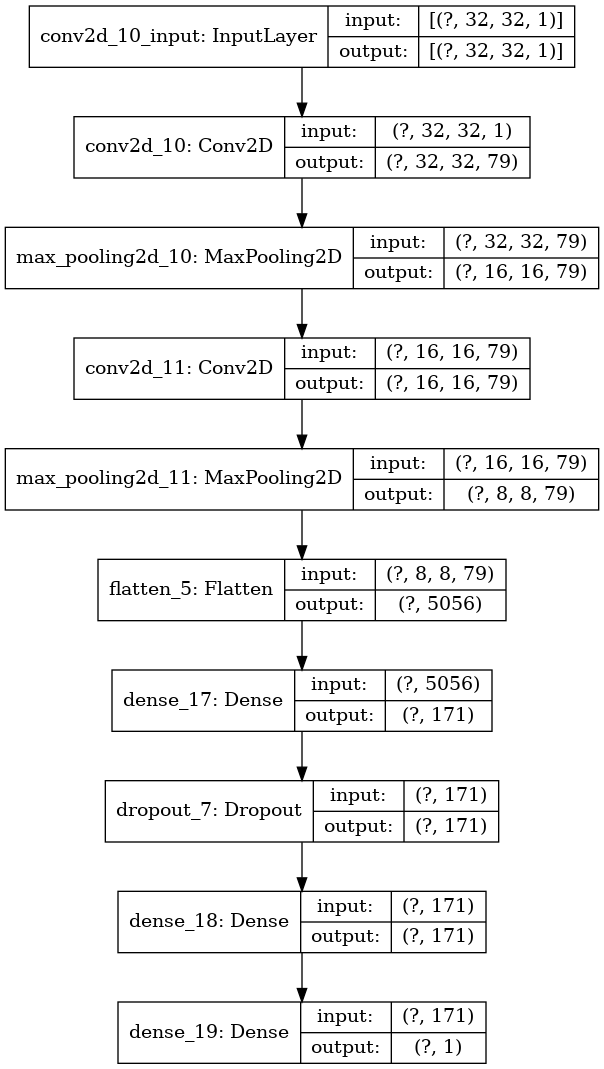 conv2d_10_input: InputLayer
input:
[(?, 32, 32, 1)]
output:
[(?, 32, 32, 1)]
conv2d_10: Conv2D
input:
(?, 32, 32, 1)
output:
(?, 32, 32, 79)
max_pooling2d_10: MaxPooling2D
input:
(?, 32, 32, 79)
output:
(?, 16, 16, 79)
conv2d_11: Conv2D
input:
(?, 16, 16, 79)
output:
(?, 16, 16, 79)
max_pooling2d_11: MaxPooling2D
input:
(?, 16, 16, 79)
output:
(?, 8, 8, 79)
flatten_5: Flatten
input:
(?, 8, 8, 79)
output:
(?, 5056)
dense_17: Dense
input:
(?, 5056)
output:
(?, 171)
dropout_7: Dropout
input:
(?, 171)
output:
(?, 171)
dense_18: Dense
input:
(?, 171)
output:
(?, 171)
dense_19: Dense
input:
(?, 171)
output:
(?, 1)